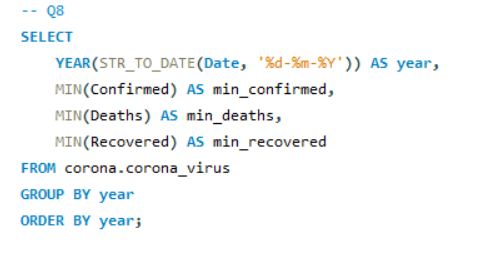 -- Q8
SELECT
    YEAR(STR_TO_DATE(Date, '%d-%m-%Y')) AS year,
    MIN(Confirmed) AS min_confirmed,
    MIN(Deaths) AS min_deaths,
    MIN(Recovered) AS min_recovered
FROM corona.corona_virus
GROUP BY year
ORDER BY year;